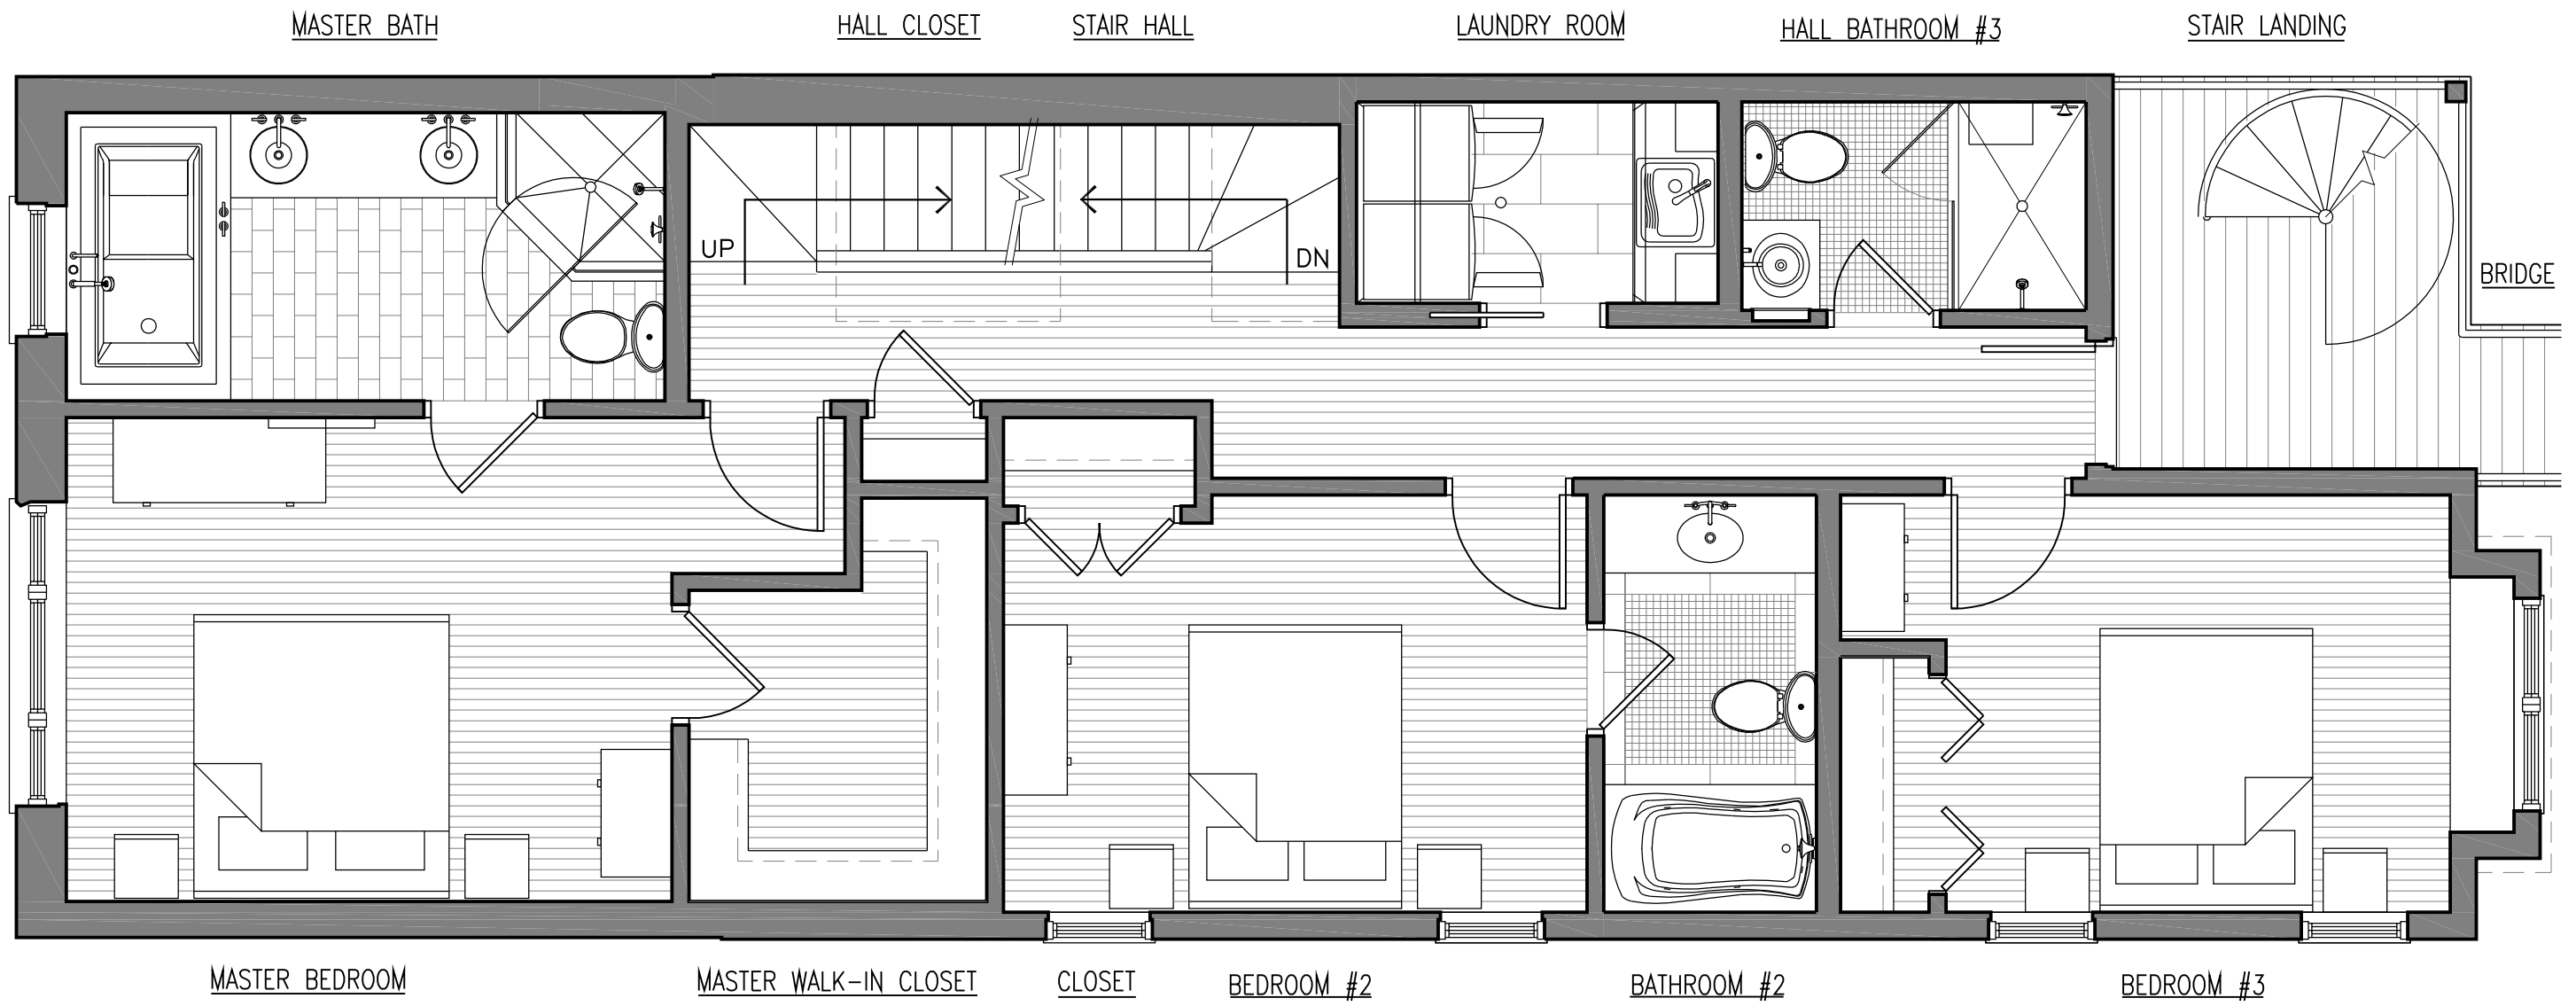 MASTER BATH
HALL CLOSET
STAIR HALL
LAUNDRY ROOM
HALL BATHROOM #3
STAIR LANDING
UP
DN
BRIDGE
MASTER BEDROOM
MASTER WALK-IN CLOSET
CLOSET
BEDROOM #2
BATHROOM #2
BEDROOM #3